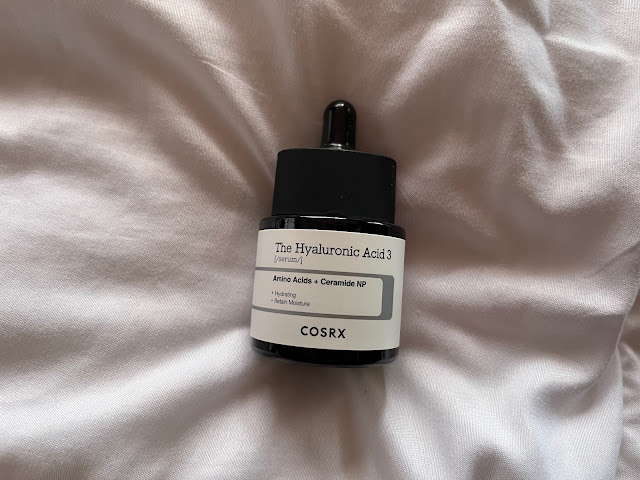 The Hyaluronic Acid 3
[/serum/]
Amino Acids + Ceramide NP
+ Hydrating
+ Retain Moisture
COSRX